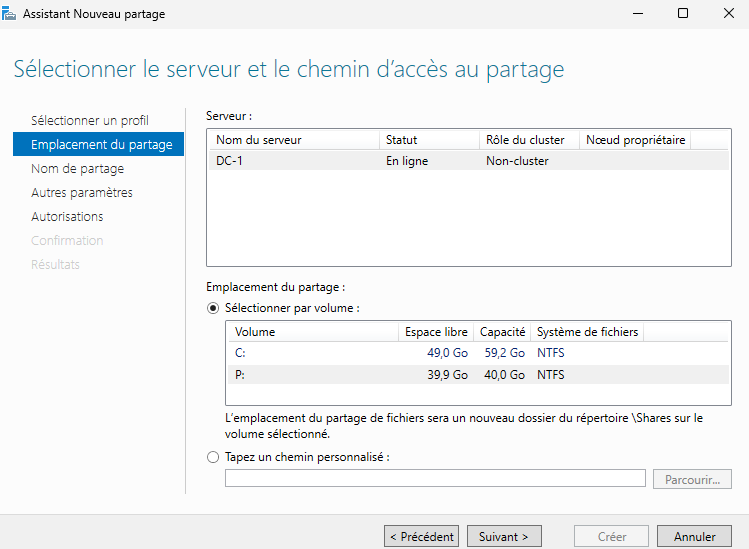 Assistant Nouveau partage
Sélectionner le serveur et le chemin d’accès au partage
Sélectionner un profil
Emplacement du partage
Nom de partage
Autres paramètres
Autorisations
Confirmation
Résultats
Serveur :
Nom du serveur Statut Rôle du cluster Nœud propriétaire
DC-1 En ligne Non-cluster
Emplacement du partage :
Sélectionner par volume :
Volume Espace libre Capacité Système de fichiers
C: 49,0 Go 59,2 Go NTFS
P: 39,9 Go 40,0 Go NTFS
L’emplacement du partage de fichiers sera un nouveau dossier du répertoire \Shares sur le
volume sélectionné.
Tapez un chemin personnalisé :
Parcourir...
< Précédent Suivant > Créer Annuler